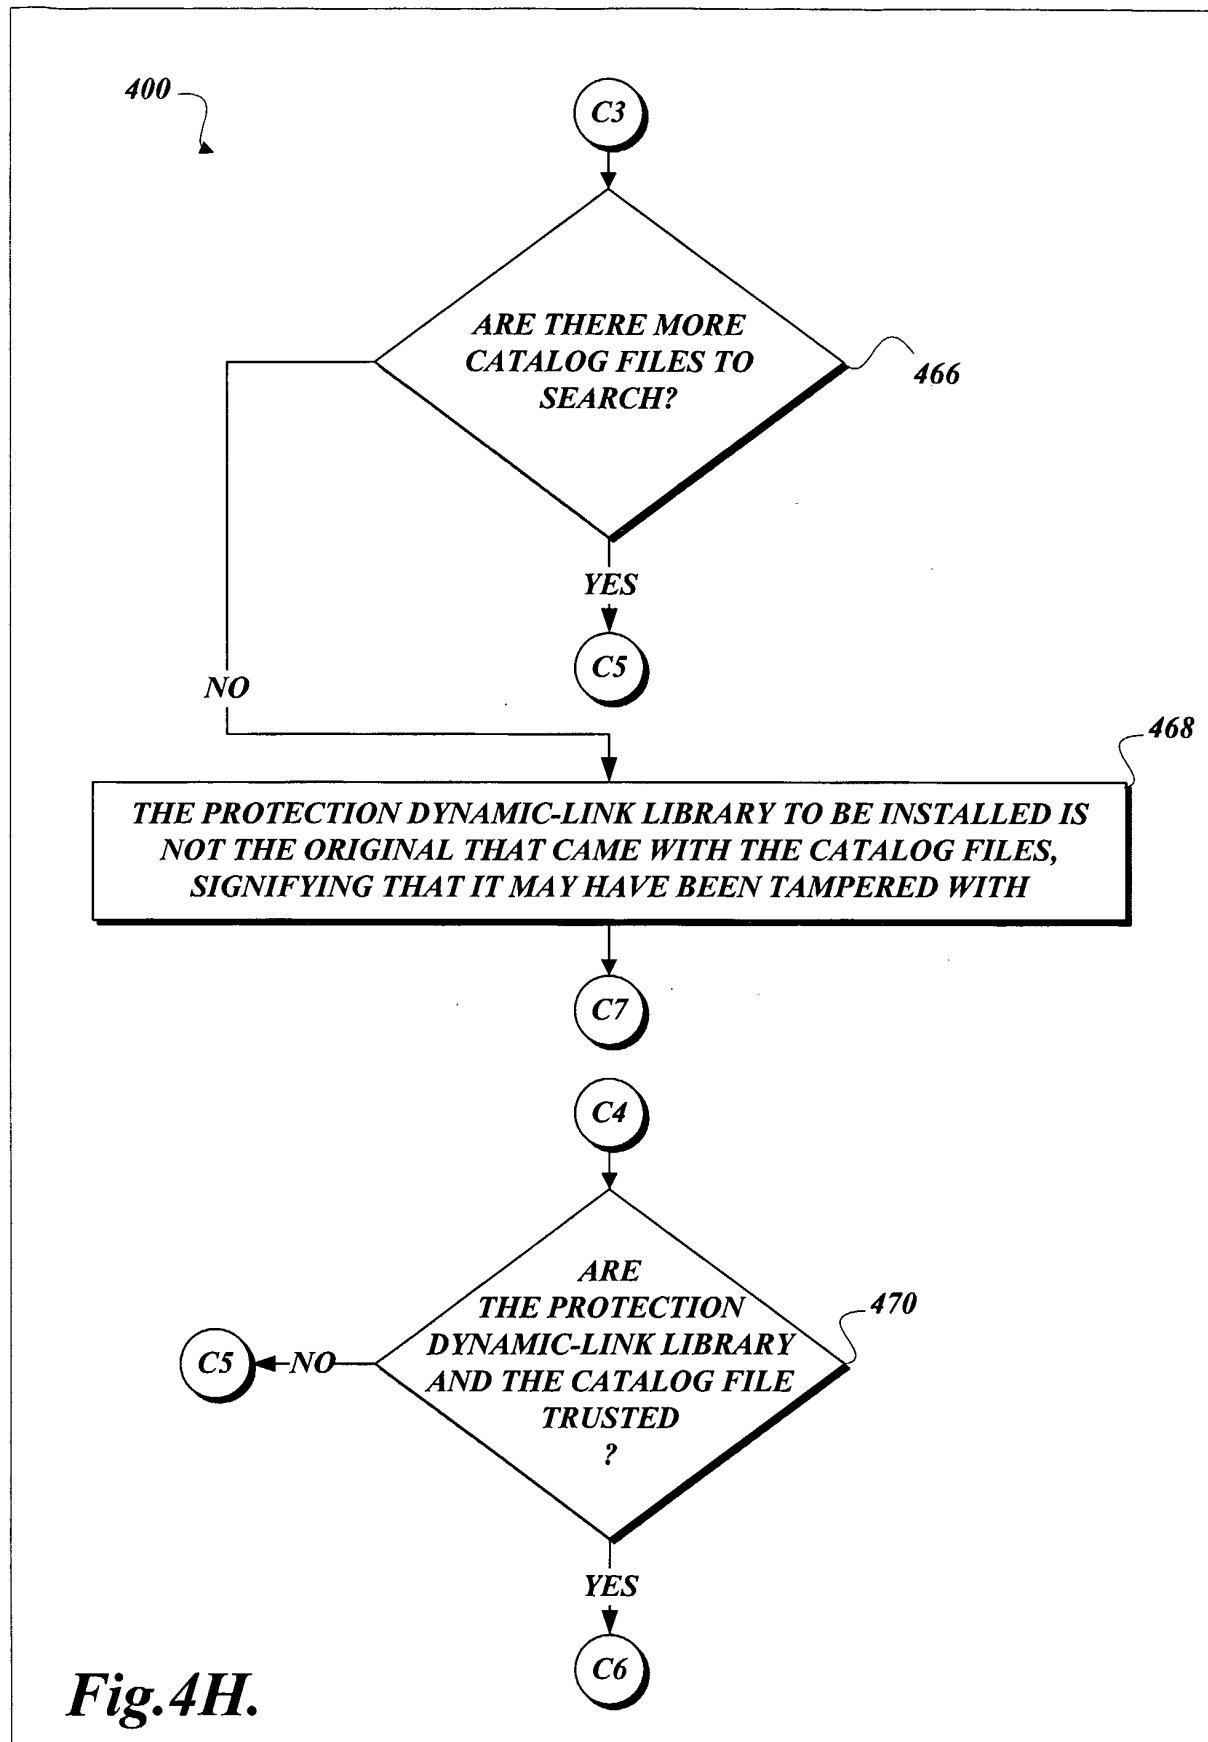 400
C3
ARE THERE MORE
CATALOG FILES TO
SEARCH?
466
YES
C5
NO
468
THE PROTECTION DYNAMIC-LINK LIBRARY TO BE INSTALLED IS
NOT THE ORIGINAL THAT CAME WITH THE CATALOG FILES,
SIGNIFYING THAT IT MAY HAVE BEEN TAMPERED WITH
C7
C4
ARE
THE PROTECTION
DYNAMIC-LINK LIBRARY
AND THE CATALOG FILE
TRUSTED
?
470
C5
NO
YES
C6
Fig.4H.